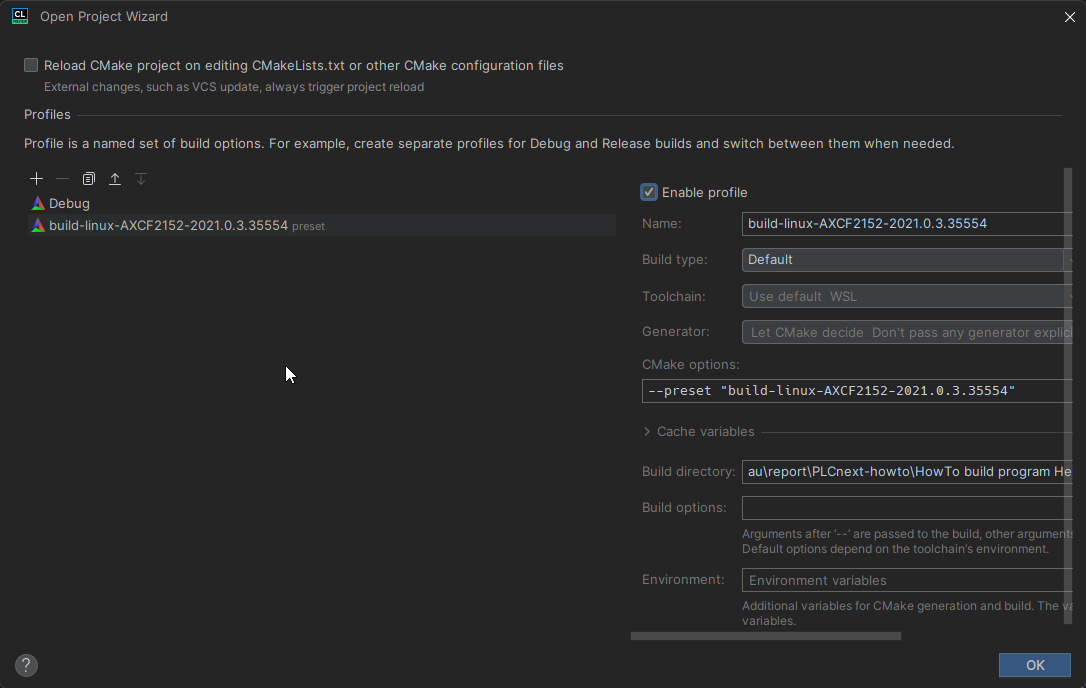 CL
Open Project Wizard
Reload CMake project on editing CMakeLists.txt or other CMake configuration files
External changes, such as VCS update, always trigger project reload
Profiles
Profile is a named set of build options. For example, create separate profiles for Debug and Release builds and switch between them when needed.
Debug
build-linux-AXCF2152-2021.0.3.35554 preset
Enable profile
Name: build-linux-AXCF2152-2021.0.3.35554
Build type: Default
Toolchain: Use default WSL
Generator: Let CMake decide Don't pass any generator explici
CMake options:
--preset "build-linux-AXCF2152-2021.0.3.35554"
Cache variables
Build directory: au\report\PLCnext-howto\HowTo build program He
Build options:
Arguments after '--' are passed to the build, other arguments
Default options depend on the toolchain's environment.
Environment: Environment variables
Additional variables for CMake generation and build. The va
variables.
?
OK